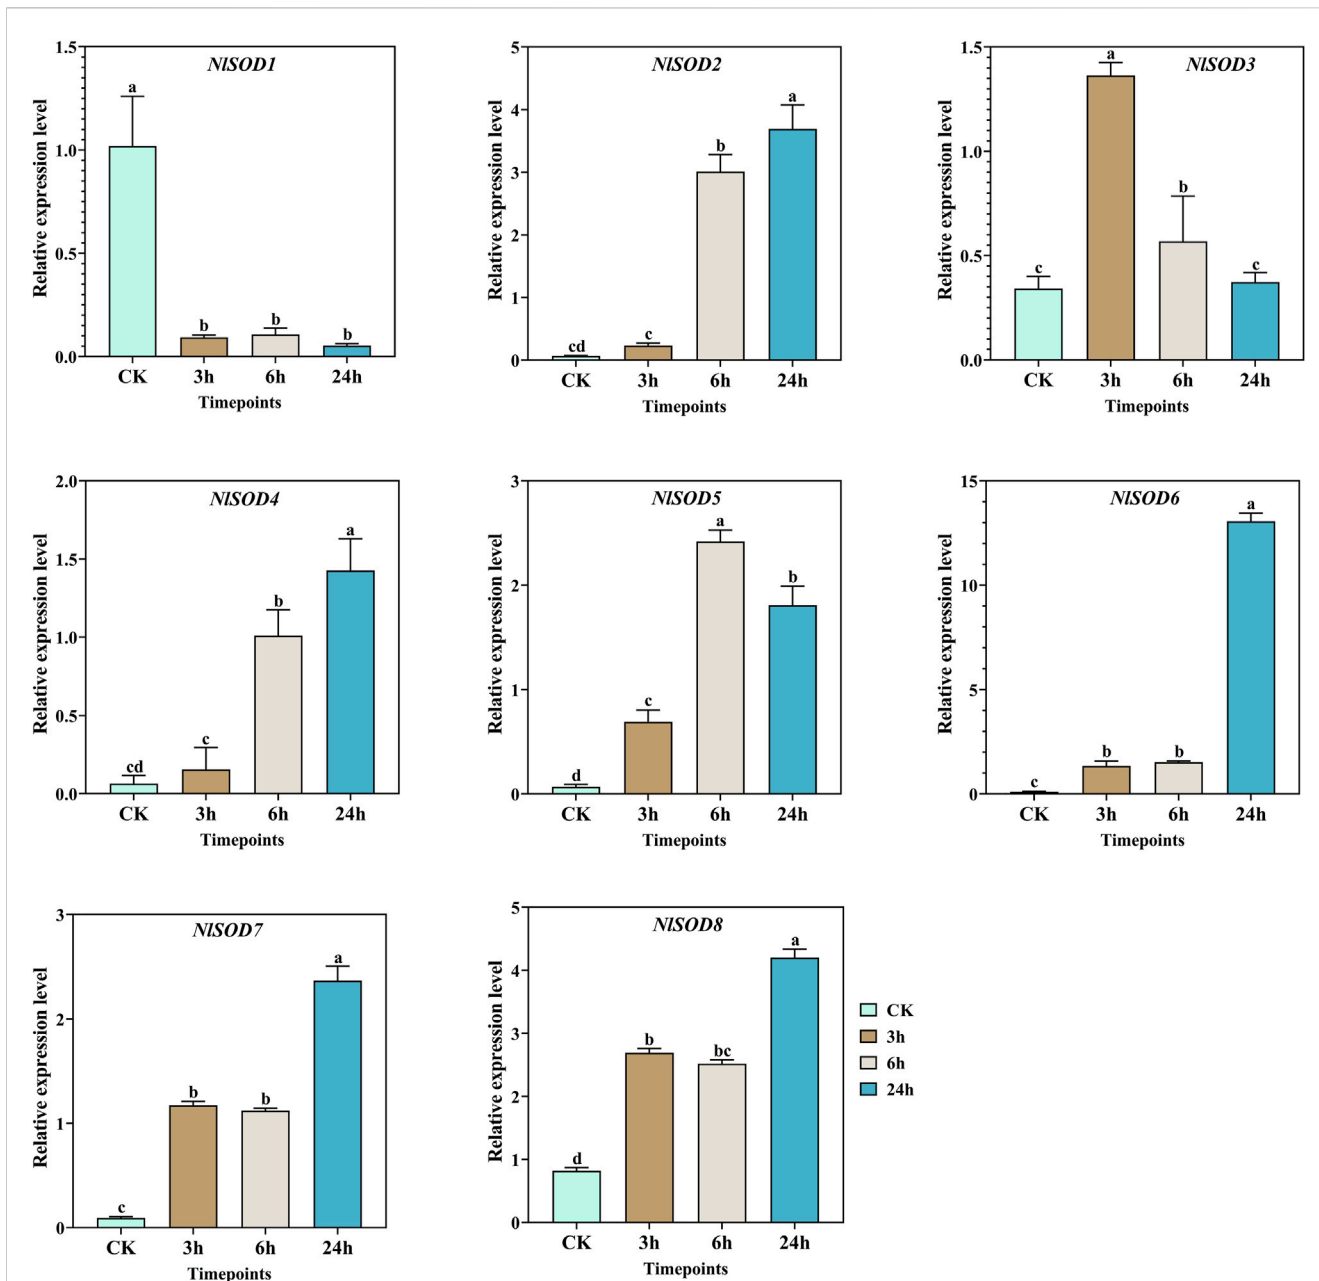 NlSOD1
Relative expression level
1.5
1.0
0.5
0.0
a
b
b
b
CK 3h 6h 24h
Timepoints
NlSOD2
Relative expression level
5
4
3
2
1
0
cd
c
b
a
CK 3h 6h 24h
Timepoints
NlSOD3
Relative expression level
1.5
1.0
0.5
0.0
c
a
b
c
CK 3h 6h 24h
Timepoints
NlSOD4
Relative expression level
2.0
1.5
1.0
0.5
0.0
cd
c
b
a
CK 3h 6h 24h
Timepoints
NlSOD5
Relative expression level
3
2
1
0
d
c
a
b
CK 3h 6h 24h
Timepoints
NlSOD6
Relative expression level
15
10
5
0
c
b
b
a
CK 3h 6h 24h
Timepoints
NlSOD7
Relative expression level
3
2
1
0
c
b
b
a
CK 3h 6h 24h
Timepoints
NlSOD8
Relative expression level
5
4
3
2
1
0
d
b
bc
a
CK 3h 6h 24h
Timepoints
CK
3h
6h
24h